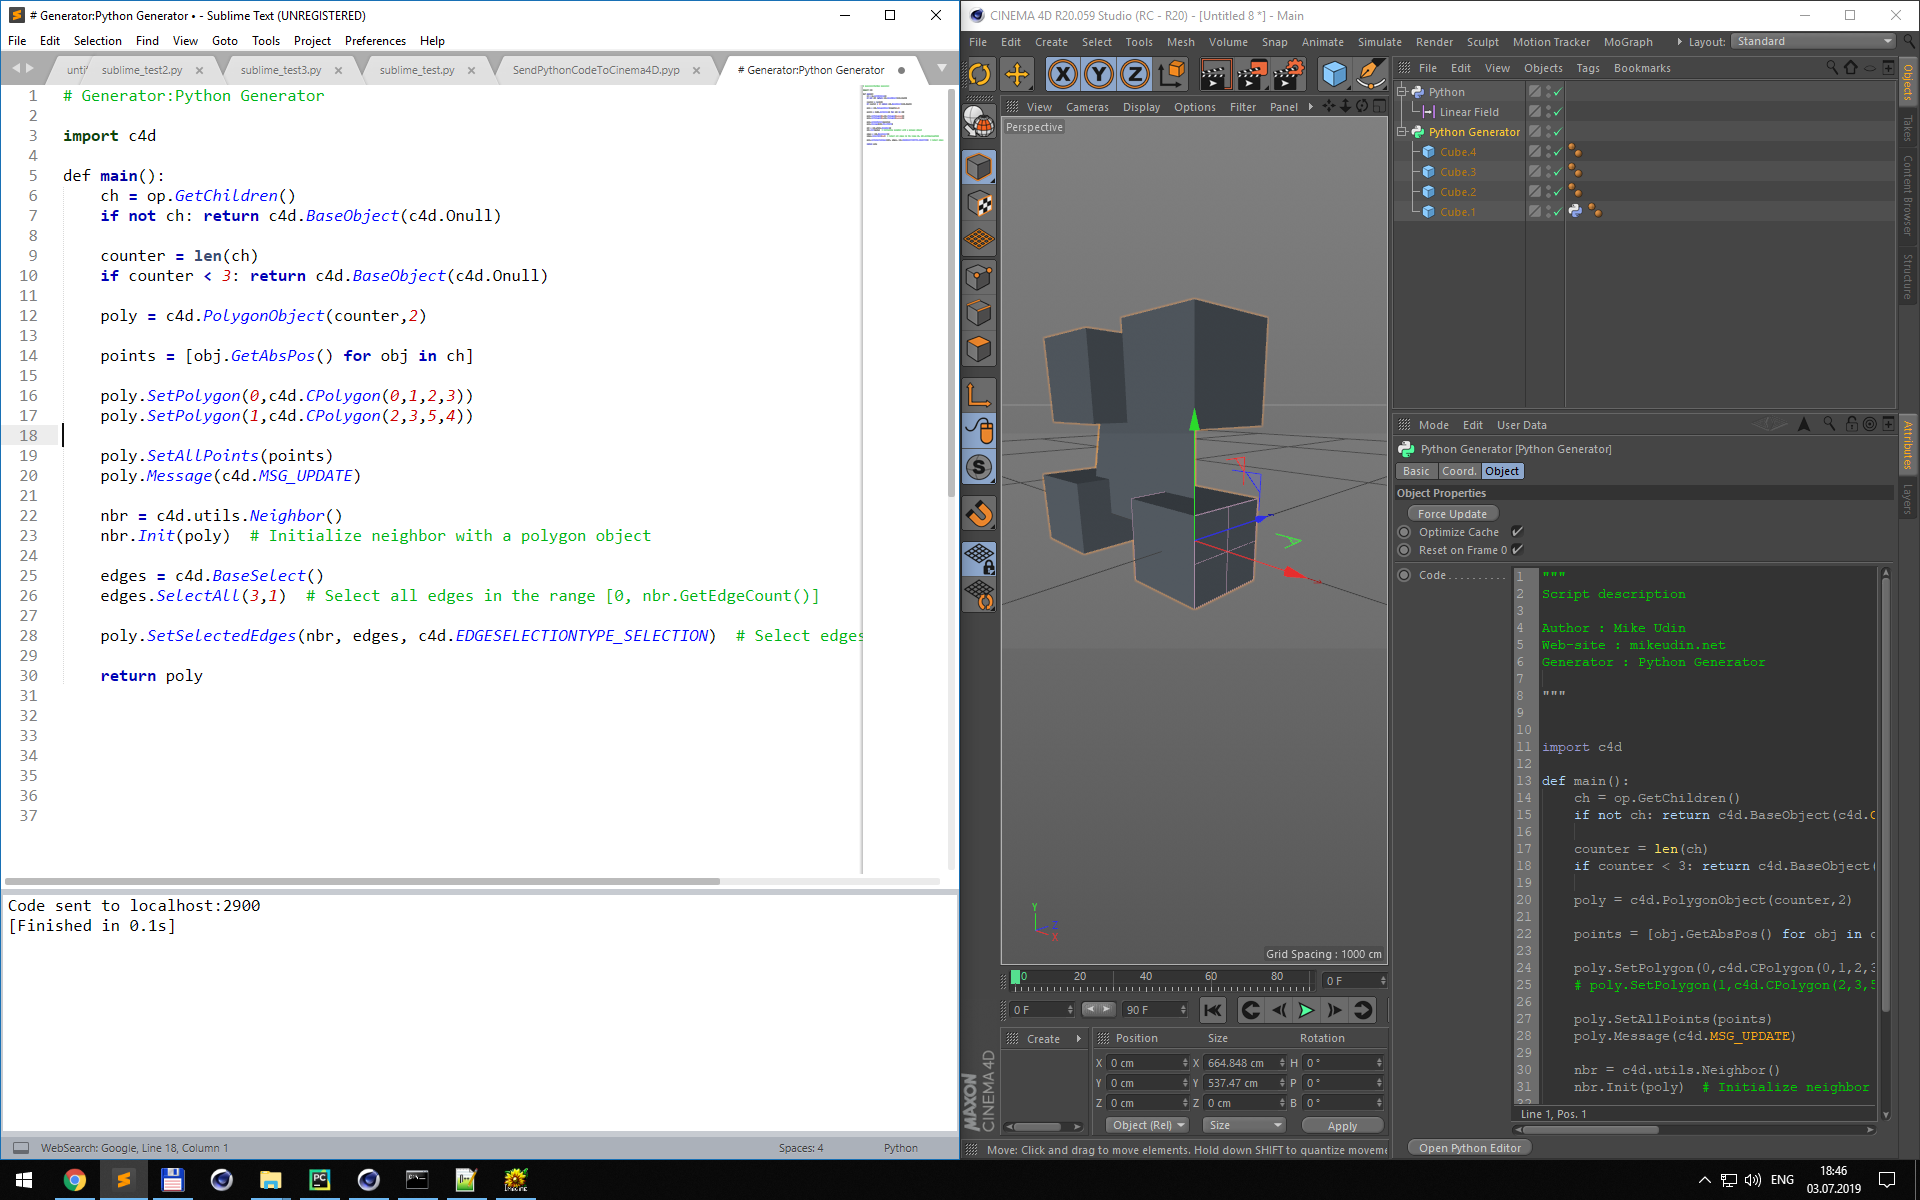 # Generator:Python Generator • - Sublime Text (UNREGISTERED)
File Edit Selection Find View Goto Tools Project Preferences Help
unti sublime_test2.py sublime_test3.py sublime_test.py SendPythonCodeToCinema4D.pyp # Generator:Python Generator
1 # Generator:Python Generator
2
3 import c4d
4
5 def main():
6 ch = op.GetChildren()
7 if not ch: return c4d.BaseObject(c4d.Onull)
8
9 counter = len(ch)
10 if counter < 3: return c4d.BaseObject(c4d.Onull)
11
12 poly = c4d.PolygonObject(counter,2)
13
14 points = [obj.GetAbsPos() for obj in ch]
15
16 poly.SetPolygon(0,c4d.CPolygon(0,1,2,3))
17 poly.SetPolygon(1,c4d.CPolygon(2,3,5,4))
18
19 poly.SetAllPoints(points)
20 poly.Message(c4d.MSG_UPDATE)
21
22 nbr = c4d.utils.Neighbor()
23 nbr.Init(poly)  # Initialize neighbor with a polygon object
24
25 edges = c4d.BaseSelect()
26 edges.SelectAll(3,1)  # Select all edges in the range [0, nbr.GetEdgeCount()]
27
28 poly.SetSelectedEdges(nbr, edges, c4d.EDGESELECTIONTYPE_SELECTION)  # Select edges
29
30 return poly
31
32
33
34
35
36
37
Code sent to localhost:2900
[Finished in 0.1s]
WebSearch: Google, Line 18, Column 1 Spaces: 4 Python
CINEMA 4D R20.059 Studio (RC - R20) - [Untitled 8 *] - Main
File Edit Create Select Tools Mesh Volume Snap Animate Simulate Render Sculpt Motion Tracker MoGraph Layout: Standard
X Y Z
View Cameras Display Options Filter Panel
Perspective
S
Y
Z
X
Grid Spacing : 1000 cm
0 20 40 60 80 0 F
0 F 90 F
Create Position Size Rotation
X 0 cm X 664.848 cm H 0 °
Y 0 cm Y 537.47 cm P 0 °
Z 0 cm Z 0 cm B 0 °
Object (Rel) Size Apply
MAXON CINEMA 4D
Move: Click and drag to move elements. Hold down SHIFT to quantize moveme
File Edit View Objects Tags Bookmarks
Python
Linear Field
Python Generator
Cube.4
Cube.3
Cube.2
Cube.1
Objects
Takes
Content Browser
Structure
Mode Edit User Data
Python Generator [Python Generator]
Basic Coord. Object
Object Properties
Force Update
Optimize Cache
Reset on Frame 0
Code . . . . . . . . . .
1 """
2 Script description
3
4 Author : Mike Udin
5 Web-site : mikeudin.net
6 Generator : Python Generator
7
8 """
9
10
11 import c4d
12
13 def main():
14 ch = op.GetChildren()
15 if not ch: return c4d.BaseObject(c4d.O
16
17 counter = len(ch)
18 if counter < 3: return c4d.BaseObject(
19
20 poly = c4d.PolygonObject(counter,2)
21
22 points = [obj.GetAbsPos() for obj in c
23
24 poly.SetPolygon(0,c4d.CPolygon(0,1,2,3
25 # poly.SetPolygon(1,c4d.CPolygon(2,3,5
26
27 poly.SetAllPoints(points)
28 poly.Message(c4d.MSG_UPDATE)
29
30 nbr = c4d.utils.Neighbor()
31 nbr.Init(poly)  # Initialize neighbor
32
Line 1, Pos. 1
Open Python Editor
Attributes
Layers
ENG
18:46
03.07.2019